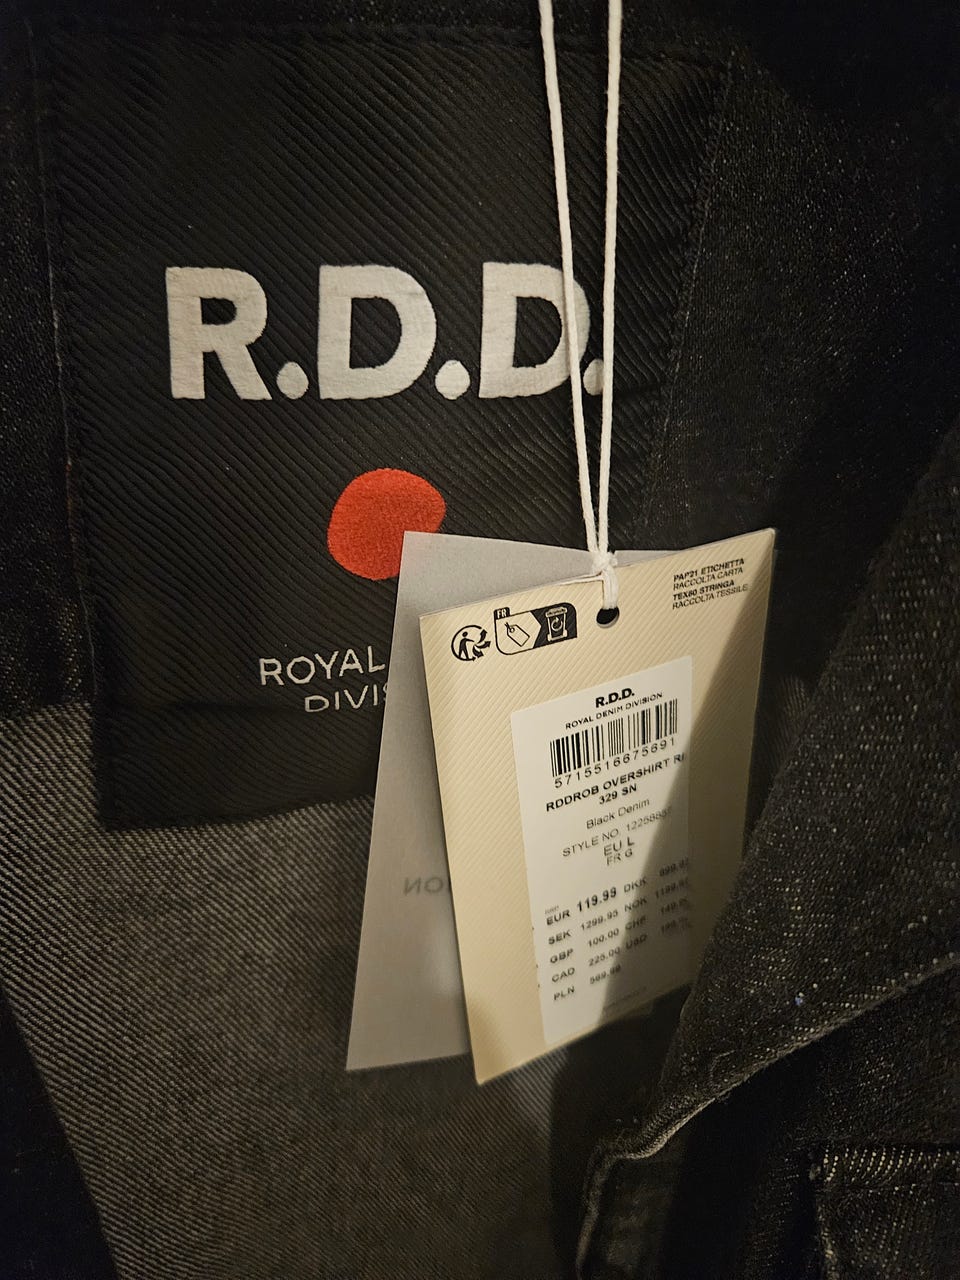 R.D.D.
ROYAL
DIVIS
FR
PAP21 ETICHETTA
RACCOLTA CARTA
TEX60 STRINGA
RACCOLTA TESSILE
R.D.D.
ROYAL DENIM DIVISION
5715516675691
RDDROB OVERSHIRT RI
329 SN
Black Denim
STYLE NO.
EU L
FR G
EUR 119.99 DKK
SEK 1299.95 NOK
GBP 100.00 CHF
CAD 225.00 USD
PLN
NOI